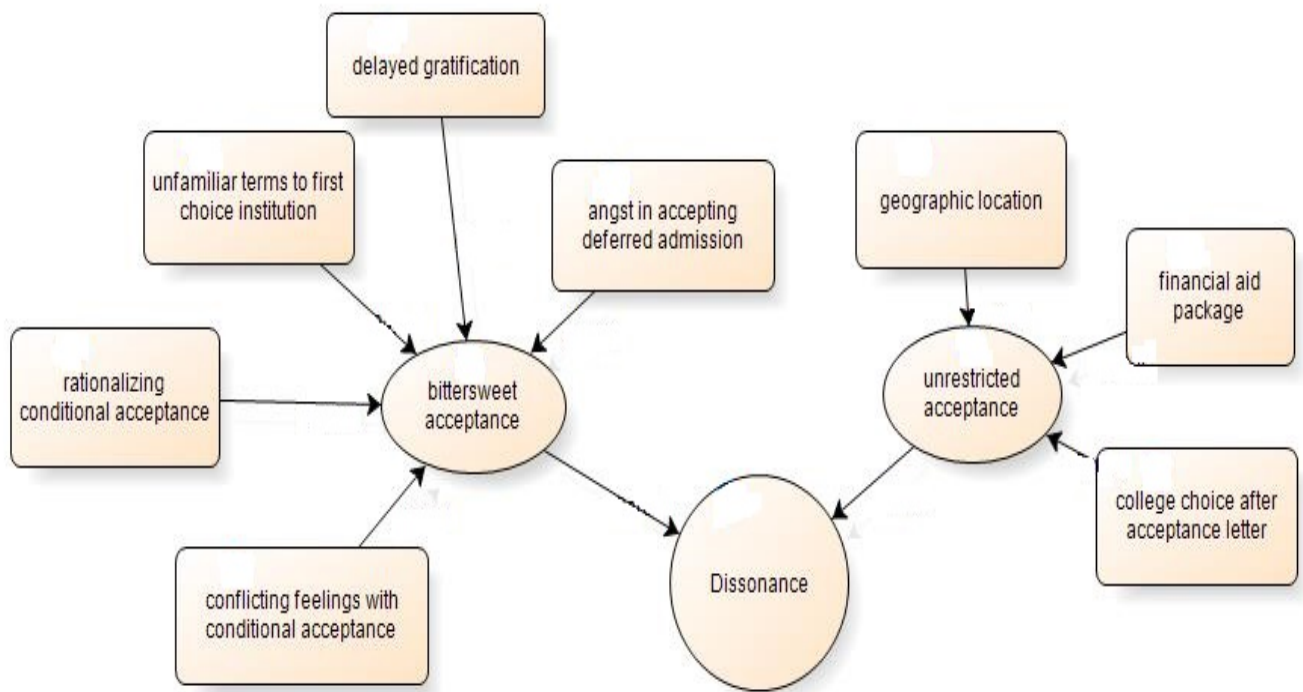 delayed gratification
unfamiliar terms to first
choice institution
angst in accepting
deferred admission
geographic location
financial aid
package
rationalizing
conditional acceptance
bittersweet
acceptance
unrestricted
acceptance
college choice after
acceptance letter
conflicting feelings with
conditional acceptance
Dissonance